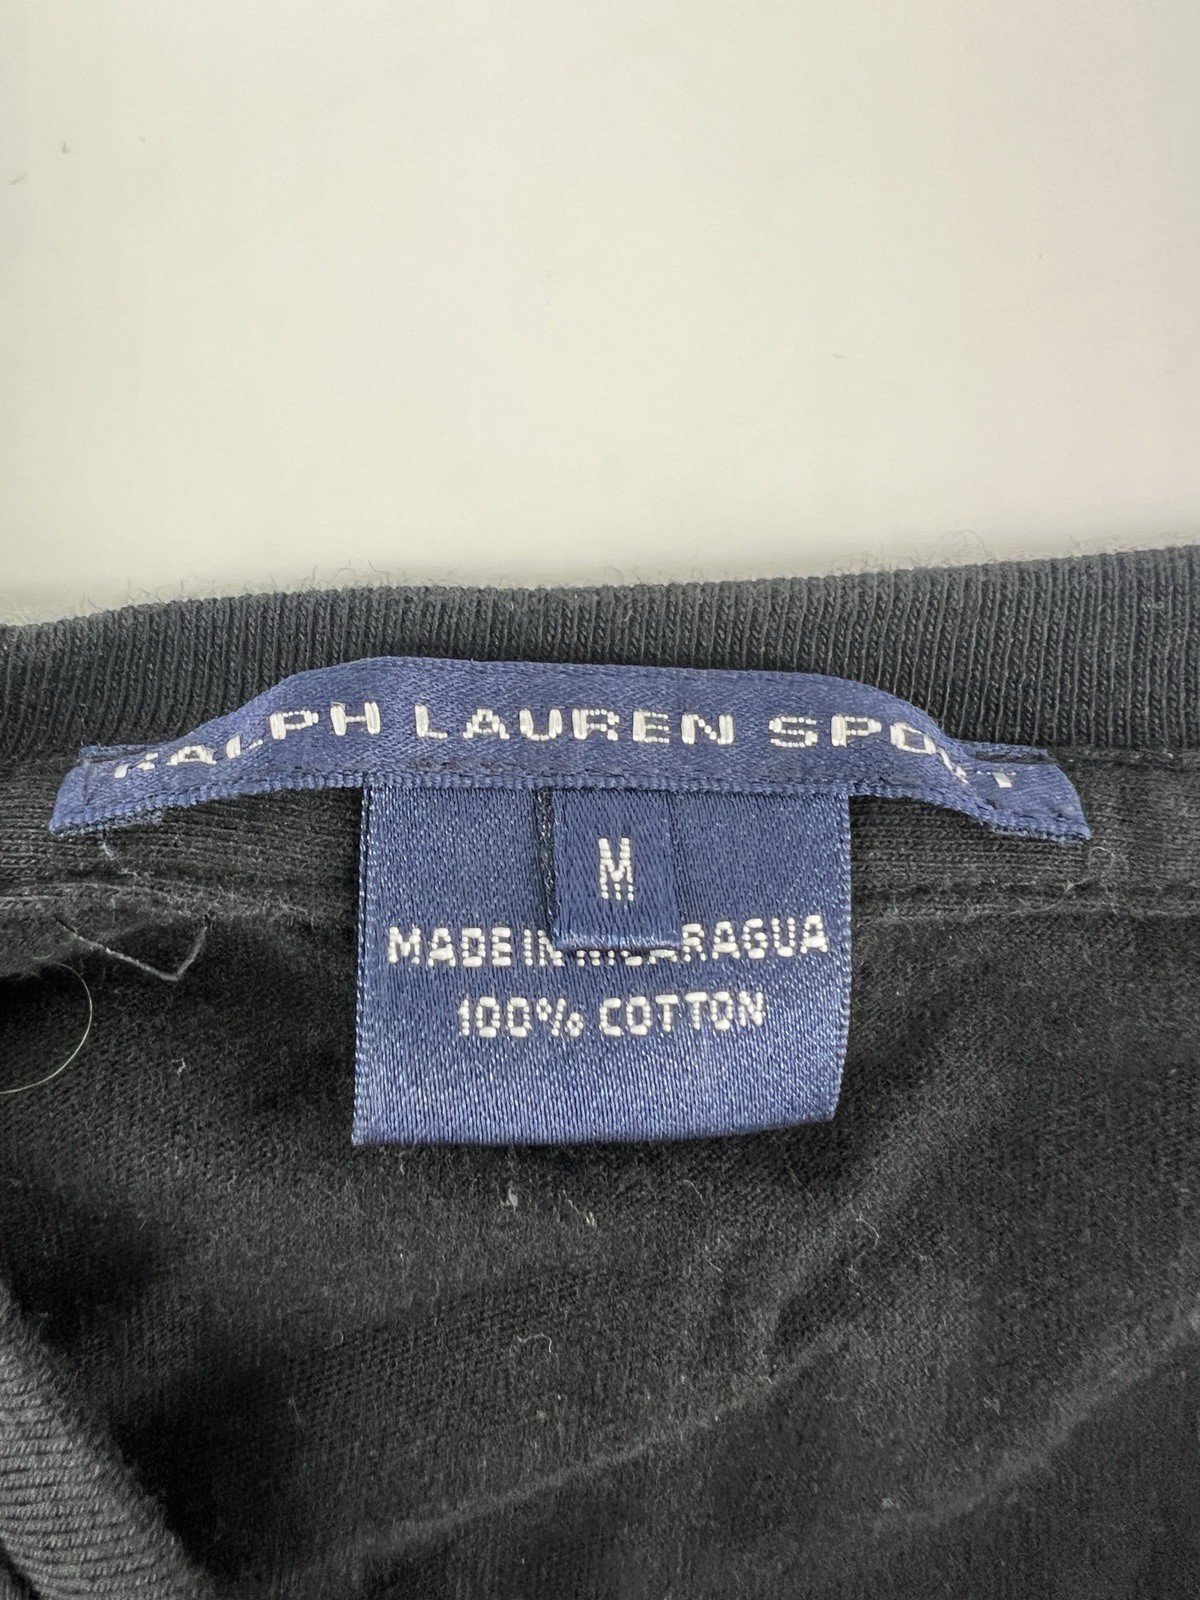 RALPH LAUREN SPORT
M
MADE IN NICARAGUA
100% COTTON